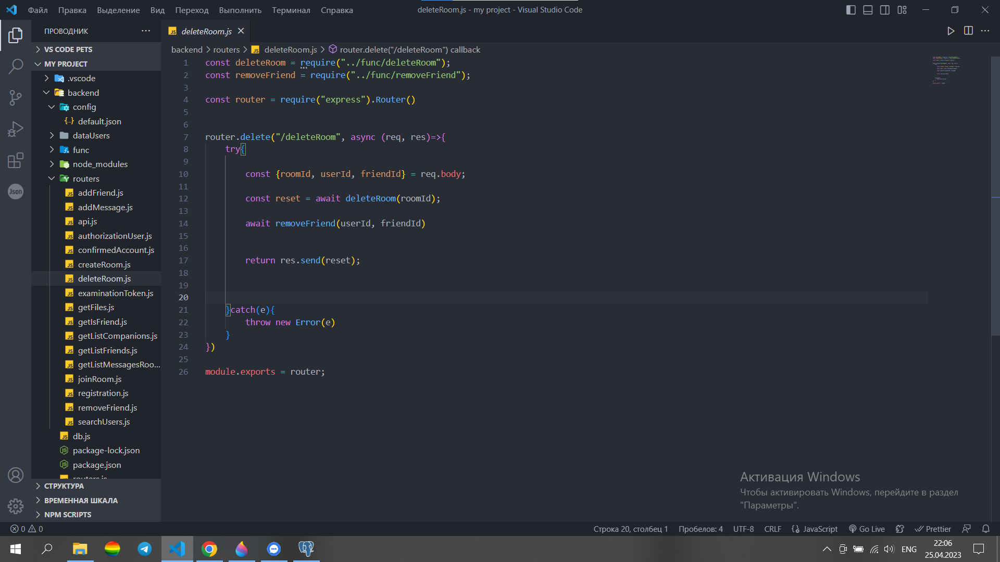 Файл Правка Выделение Вид Переход Выполнить Терминал Справка
deleteRoom.js - my project - Visual Studio Code
ПРОВОДНИК
VS CODE PETS
MY PROJECT
.vscode
backend
config
default.json
dataUsers
func
node_modules
routers
addFriend.js
addMessage.js
api.js
authorizationUser.js
confirmedAccount.js
createRoom.js
deleteRoom.js
examinationToken.js
getFiles.js
getIsFriend.js
getListCompanions.js
getListFriends.js
getListMessagesRoo...
joinRoom.js
registration.js
removeFriend.js
searchUsers.js
db.js
package-lock.json
package.json
routers.js
СТРУКТУРА
ВРЕМЕННАЯ ШКАЛА
NPM SCRIPTS
Json
deleteRoom.js
backend > routers > JS deleteRoom.js > router.delete("/deleteRoom") callback
1 const deleteRoom = require("../func/deleteRoom");
2 const removeFriend = require("../func/removeFriend");
3
4 const router = require("express").Router()
5
6
7 router.delete("/deleteRoom", async (req, res)=>{
8 try{
9
10 const {roomId, userId, friendId} = req.body;
11
12 const reset = await deleteRoom(roomId);
13
14 await removeFriend(userId, friendId)
15
16
17 return res.send(reset);
18
19
20
21 }catch(e){
22 throw new Error(e)
23 }
24 })
25
26 module.exports = router;
Активация Windows
Чтобы активировать Windows, перейдите в раздел
"Параметры".
0 0
Строка 20, столбец 1 Пробелов: 4 UTF-8 CRLF JavaScript Go Live Prettier
ENG
22:06
25.04.2023